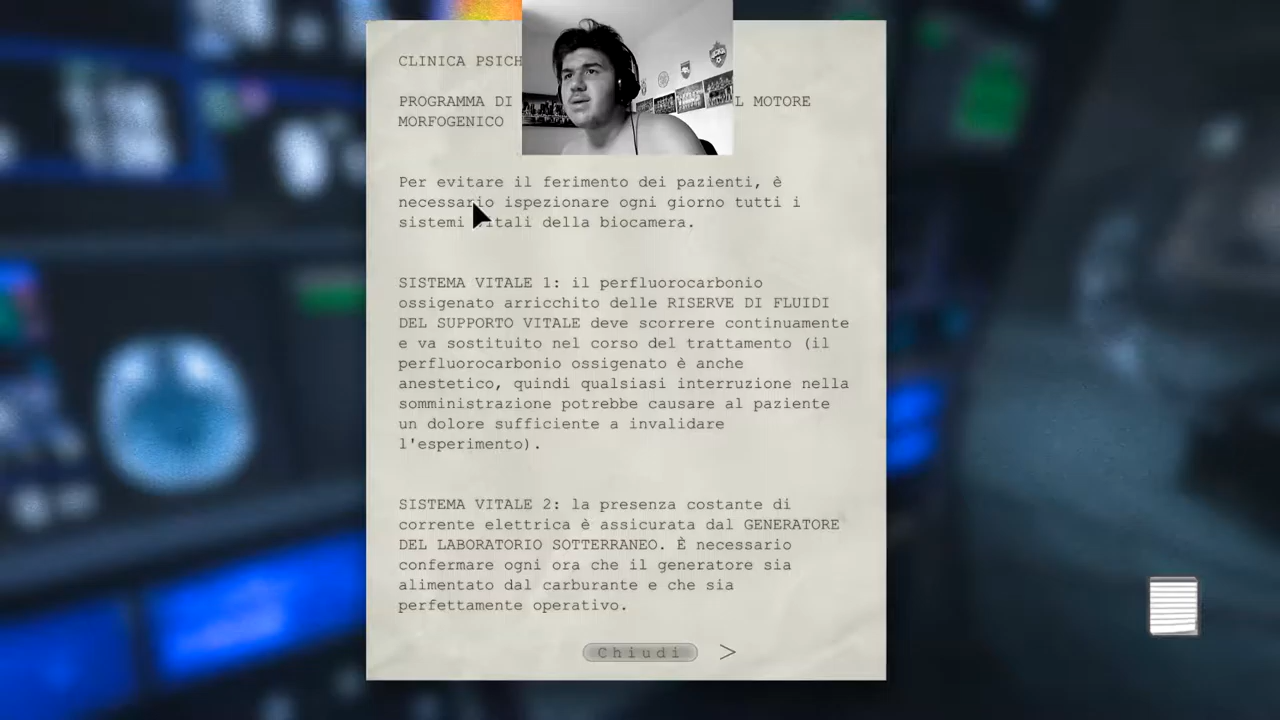 CLINICA PSICH
PROGRAMMA DI L MOTORE
MORFOGENICO
Per evitare il ferimento dei pazienti, è
necessario ispezionare ogni giorno tutti i
sistemi vitali della biocamera.
SISTEMA VITALE 1: il perfluorocarbonio
ossigenato arricchito delle RISERVE DI FLUIDI
DEL SUPPORTO VITALE deve scorrere continuamente
e va sostituito nel corso del trattamento (il
perfluorocarbonio ossigenato è anche
anestetico, quindi qualsiasi interruzione nella
somministrazione potrebbe causare al paziente
un dolore sufficiente a invalidare
l'esperimento).
SISTEMA VITALE 2: la presenza costante di
corrente elettrica è assicurata dal GENERATORE
DEL LABORATORIO SOTTERRANEO. È necessario
confermare ogni ora che il generatore sia
alimentato dal carburante e che sia
perfettamente operativo.
Chiudi >